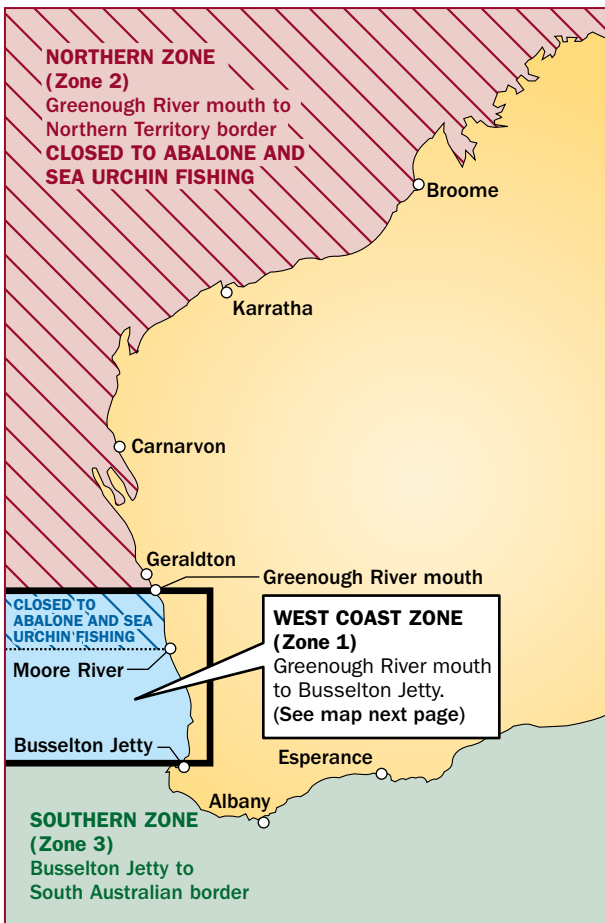 NORTHERN ZONE
(Zone 2)
Greenough River mouth to
Northern Territory border
CLOSED TO ABALONE AND
SEA URCHIN FISHING
Broome
Karratha
Carnarvon
Geraldton
Greenough River mouth
CLOSED TO
ABALONE AND SEA
URCHIN FISHING
Moore River
WEST COAST ZONE
(Zone 1)
Greenough River mouth
to Busselton Jetty.
(See map next page)
Busselton Jetty
Esperance
Albany
SOUTHERN ZONE
(Zone 3)
Busselton Jetty to
South Australian border